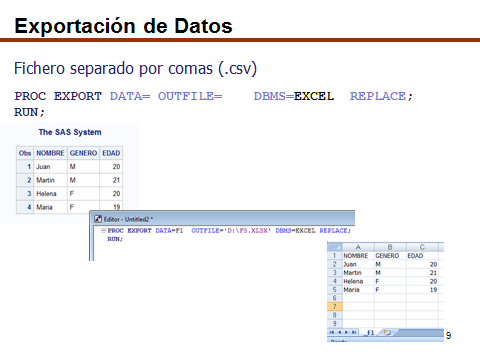 Exportación de Datos
Fichero separado por comas (.csv)
PROC EXPORT DATA= OUTFILE= DBMS=EXCEL REPLACE;
RUN;
The SAS System
Obs NOMBRE GENERO EDAD
1 Juan M 20
2 Martin M 21
3 Helena F 20
4 Maria F 19
Editor - Untitled2 *
PROC EXPORT DATA=F1 OUTFILE='D:\F5.XLSX' DBMS=EXCEL REPLACE;
RUN;
A B C
1 NOMBRE GENERO EDAD
2 Juan M 20
3 Martin M 21
4 Helena F 20
5 Maria F 19
6
7
8
9
_F1
9